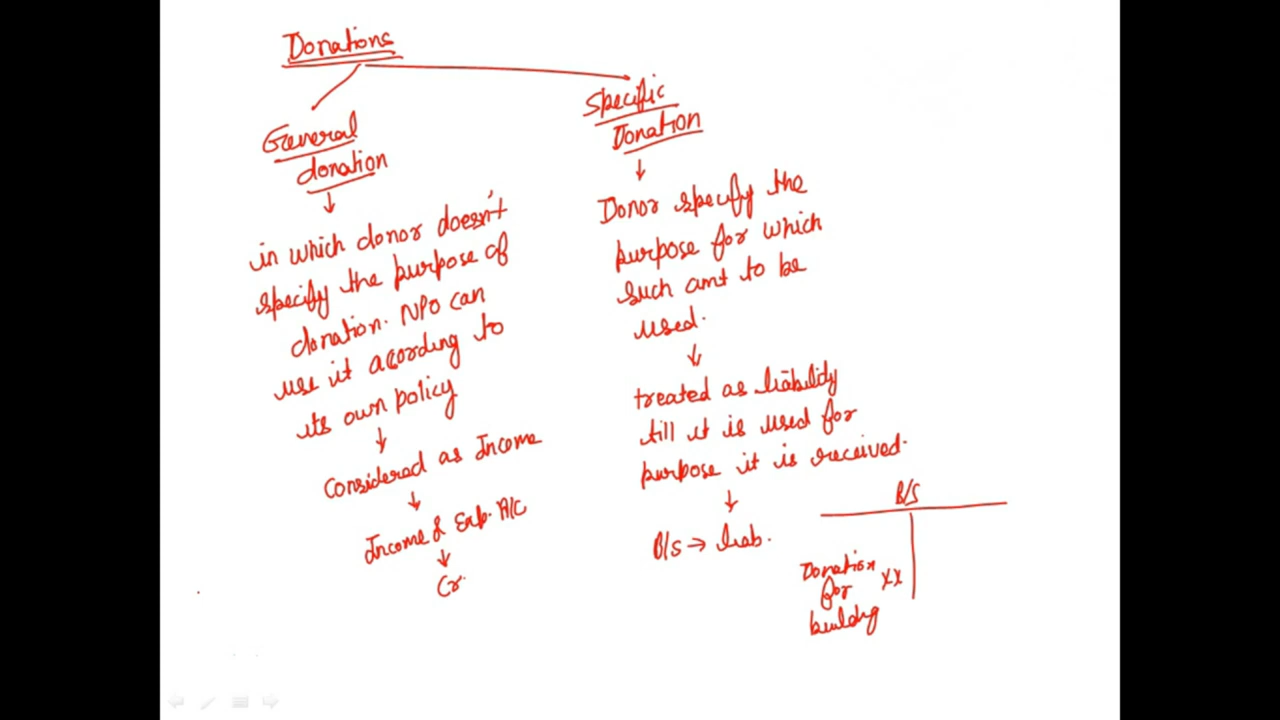 Donations
General
donation
in which donor doesn't
specify the purpose of
donation. NPO can
use it acording to
its own policy
Considered as Income
Income & Exp. A/C
Cr.
Specific
Donation
Donor specify the
purpose for which
such amt to be
used.
treated as liability
till it is used for
purpose it is received.
B/S → liab.
B/S
Donation
for xx
building